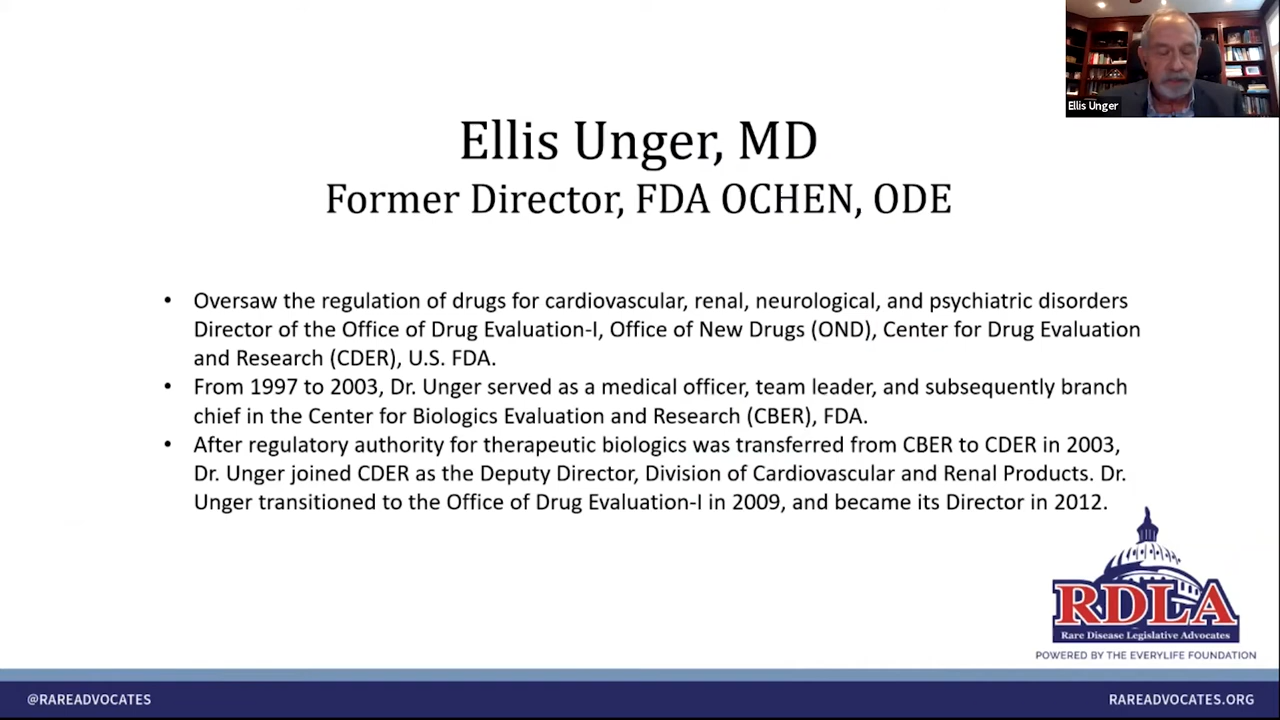 Ellis Unger
Ellis Unger, MD
Former Director, FDA OCHEN, ODE
• Oversaw the regulation of drugs for cardiovascular, renal, neurological, and psychiatric disorders
Director of the Office of Drug Evaluation-I, Office of New Drugs (OND), Center for Drug Evaluation
and Research (CDER), U.S. FDA.
• From 1997 to 2003, Dr. Unger served as a medical officer, team leader, and subsequently branch
chief in the Center for Biologics Evaluation and Research (CBER), FDA.
• After regulatory authority for therapeutic biologics was transferred from CBER to CDER in 2003,
Dr. Unger joined CDER as the Deputy Director, Division of Cardiovascular and Renal Products. Dr.
Unger transitioned to the Office of Drug Evaluation-I in 2009, and became its Director in 2012.
RDLA
Rare Disease Legislative Advocates
POWERED BY THE EVERYLIFE FOUNDATION
@RAREADVOCATES
RAREADVOCATES.ORG